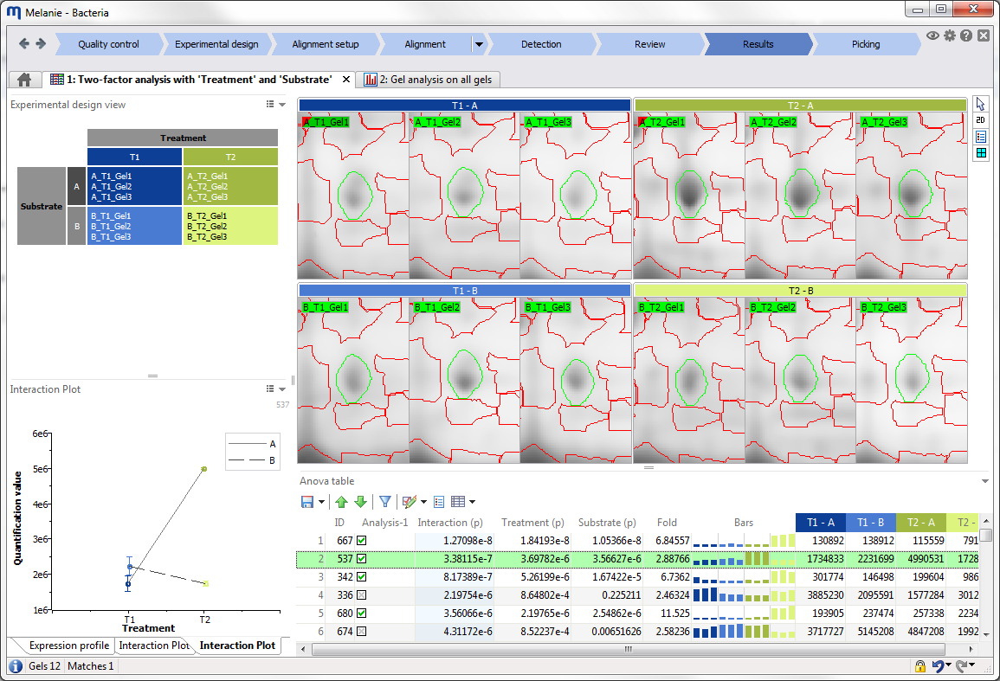 Melanie - Bacteria
Quality control
Experimental design
Alignment setup
Alignment
Detection
Review
Results
Picking
1: Two-factor analysis with 'Treatment' and 'Substrate'
2: Gel analysis on all gels
Experimental design view
Treatment
T1 T2
Substrate
A
A_T1_Gel1
A_T1_Gel2
A_T1_Gel3
A_T2_Gel1
A_T2_Gel2
A_T2_Gel3
B
B_T1_Gel1
B_T1_Gel2
B_T1_Gel3
B_T2_Gel1
B_T2_Gel2
B_T2_Gel3
T1 - A
A_T1_Gel1 A_T1_Gel2 A_T1_Gel3
T2 - A
A_T2_Gel1 A_T2_Gel2 A_T2_Gel3
2D
T1 - B
B_T1_Gel1 B_T1_Gel2 B_T1_Gel3
T2 - B
B_T2_Gel1 B_T2_Gel2 B_T2_Gel3
Interaction Plot
537
6e6
5e6
4e6
3e6
2e6
1e6
Quantification value
A
B
T1 T2
Treatment
Expression profile
Interaction Plot
Interaction Plot
Anova table
ID Analysis-1 Interaction (p) Treatment (p) Substrate (p) Fold Bars T1 - A T1 - B T2 - A T2 -
1 667 1.27098e-8 1.84193e-8 1.05366e-8 6.84557 130892 138912 115559 791
2 537 3.38115e-7 3.69782e-6 3.56627e-6 2.88766 1734833 2231699 4990531 1728
3 342 8.17389e-7 5.26199e-6 1.67422e-5 6.7362 301774 146498 199604 986
4 336 2.19754e-6 8.64802e-4 0.225211 2.46324 3885230 2095591 1577284 3012
5 680 3.56066e-6 2.19765e-6 2.54862e-6 11.525 193905 237474 257338 2234
6 674 4.31172e-6 8.52237e-4 0.00651626 2.58236 3717727 5145208 4847208 1992
Gels 12 Matches 1